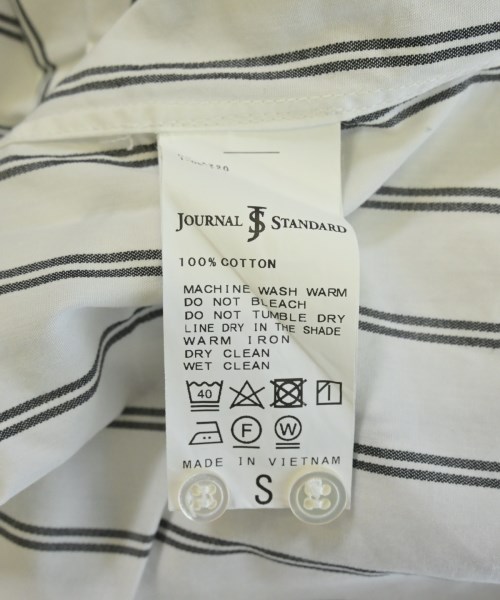 JOURNAL JS STANDARD
100% COTTON
MACHINE WASH WARM
DO NOT BLEACH
DO NOT TUMBLE DRY
LINE DRY IN THE SHADE
WARM IRON
DRY CLEAN
WET CLEAN
40
F W
MADE IN VIETNAM
S